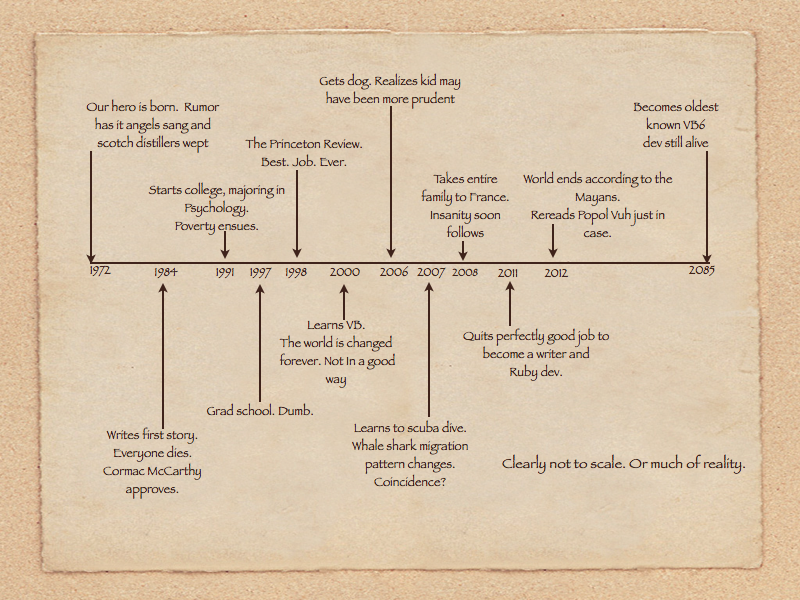 Gets dog. Realizes kid may
have been more prudent
Our hero is born. Rumor
has it angels sang and
scotch distillers wept
Becomes oldest
known VB6
dev still alive
The Princeton Review.
Best. Job. Ever.
Starts college, majoring in
Psychology.
Poverty ensues.
Takes entire
family to France.
Insanity soon
follows
World ends according to the
Mayans.
Rereads Popol Vuh just in
case.
1972 1984 1991 1997 1998 2000 2006 2007 2008 2011 2012 2085
Learns VB.
The world is changed
forever. Not In a good
way
Quits perfectly good job to
become a writer and
Ruby dev.
Grad school. Dumb.
Writes first story.
Everyone dies.
Cormac McCarthy
approves.
Learns to scuba dive.
Whale shark migration
pattern changes.
Coincidence?
Clearly not to scale. Or much of reality.